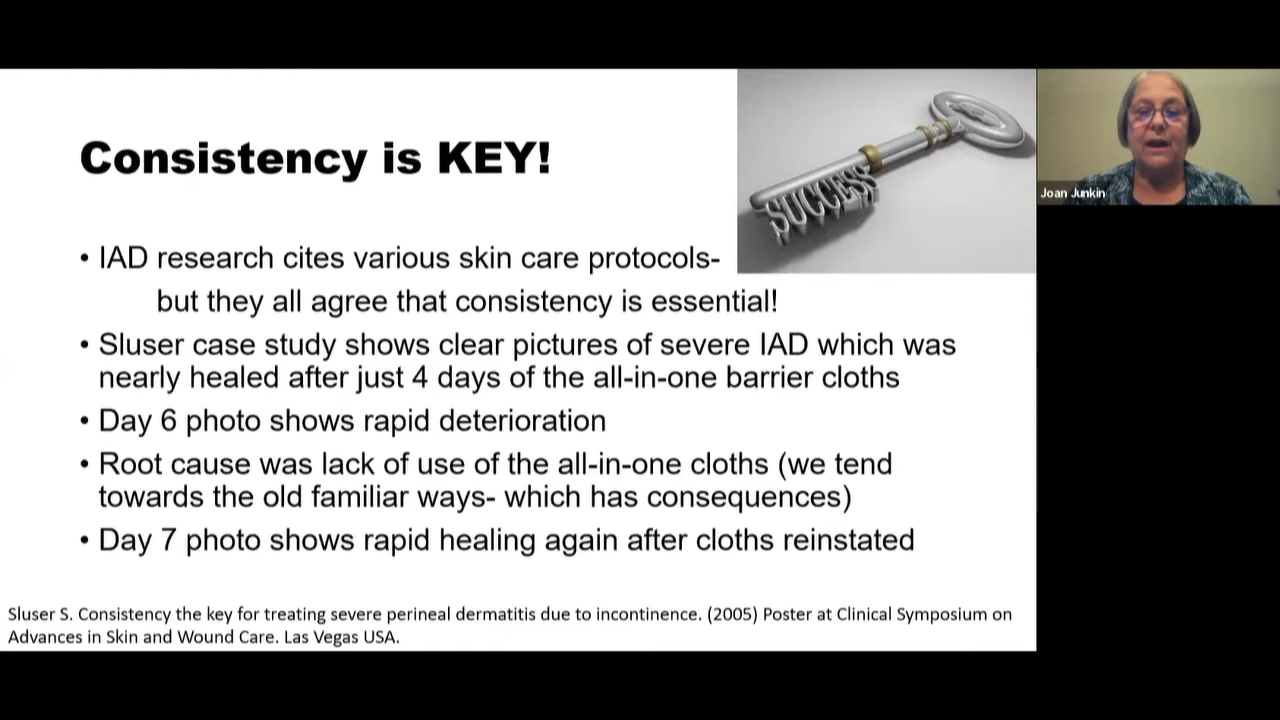 Consistency is KEY!
SUCCESS
Joan Junkin
• IAD research cites various skin care protocols-
but they all agree that consistency is essential!
• Sluser case study shows clear pictures of severe IAD which was
nearly healed after just 4 days of the all-in-one barrier cloths
• Day 6 photo shows rapid deterioration
• Root cause was lack of use of the all-in-one cloths (we tend
towards the old familiar ways- which has consequences)
• Day 7 photo shows rapid healing again after cloths reinstated
Sluser S. Consistency the key for treating severe perineal dermatitis due to incontinence. (2005) Poster at Clinical Symposium on
Advances in Skin and Wound Care. Las Vegas USA.